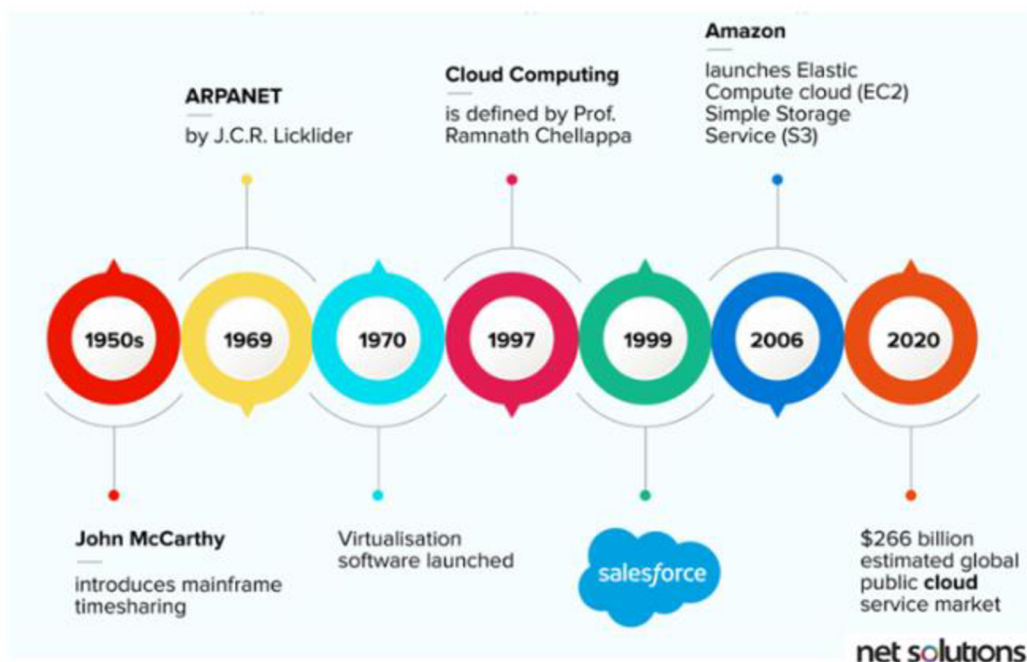 Amazon
launches Elastic
Compute cloud (EC2)
Simple Storage
Service (S3)
Cloud Computing
is defined by Prof.
Ramnath Chellappa
ARPANET
by J.C.R. Licklider
1950s
1969
1970
1997
1999
2006
2020
John McCarthy
introduces mainframe
timesharing
Virtualisation
software launched
salesforce
$266 billion
estimated global
public cloud
service market
net solutions